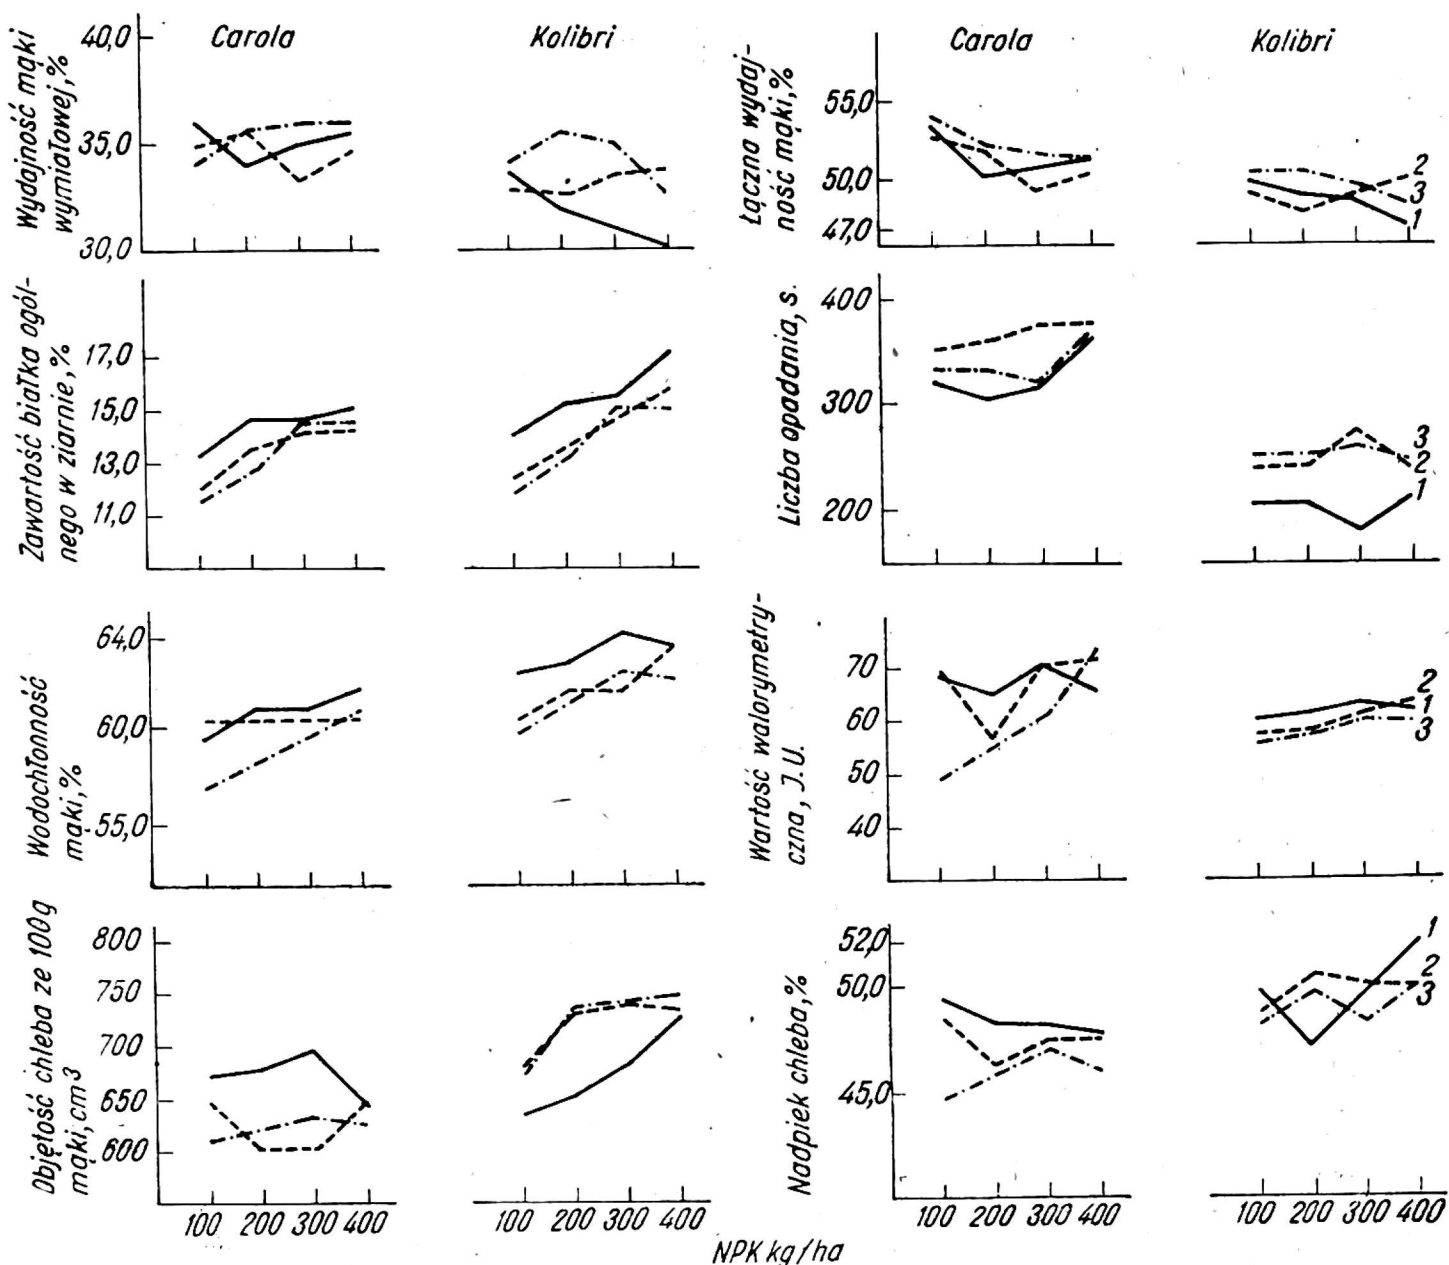 Carola
Kolibri
Wydajność mąki
wymiałowej,%
40,0
35,0
30,0
Carola
Kolibri
Łączna wydaj-
ność mąki,%
55,0
50,0
47,0
2
3
1
Zawartość białka ogól-
nego w ziarnie,%
17,0
15,0
13,0
11,0
Liczba opadania, s.
400
300
200
3
2
1
Wodochłonność
mąki,%
64,0
60,0
55,0
Wartość walorymetry-
czna, J.U.
70
60
50
40
2
1
3
Objętość chleba ze 100g
mąki, cm³
800
750
700
650
600
100 200 300 400
100 200 300 400
Nadpiek chleba,%
52,0
50,0
45,0
1
2
3
100 200 300 400
100 200 300 400
NPK kg/ha